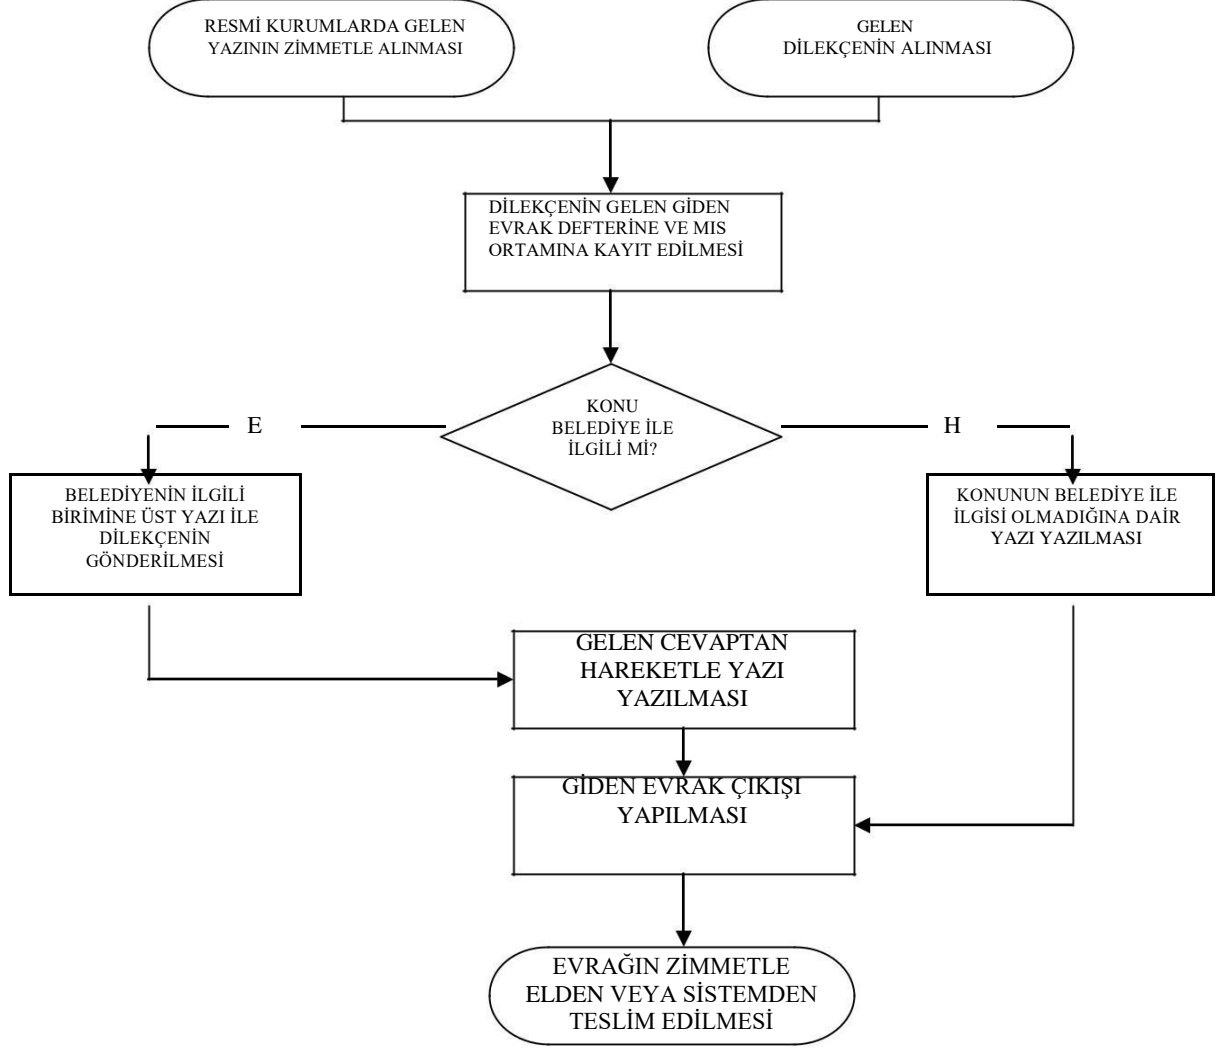 RESMİ KURUMLARDA GELEN
YAZININ ZİMMETLE ALINMASI
GELEN
DİLEKÇENİN ALINMASI
DİLEKÇENİN GELEN GİDEN
EVRAK DEFTERİNE VE MIS
ORTAMINA KAYIT EDİLMESİ
KONU
BELEDİYE İLE
İLGİLİ Mİ?
E
H
BELEDİYENİN İLGİLİ
BİRİMİNE ÜST YAZI İLE
DİLEKÇENİN
GÖNDERİLMESİ
KONUNUN BELEDİYE İLE
İLGİSİ OLMADIĞINA DAİR
YAZI YAZILMASI
GELEN CEVAPTAN
HAREKETLE YAZI
YAZILMASI
GİDEN EVRAK ÇIKIŞI
YAPILMASI
EVRAĞIN ZİMMETLE
ELDEN VEYA SİSTEMDEN
TESLİM EDİLMESİ